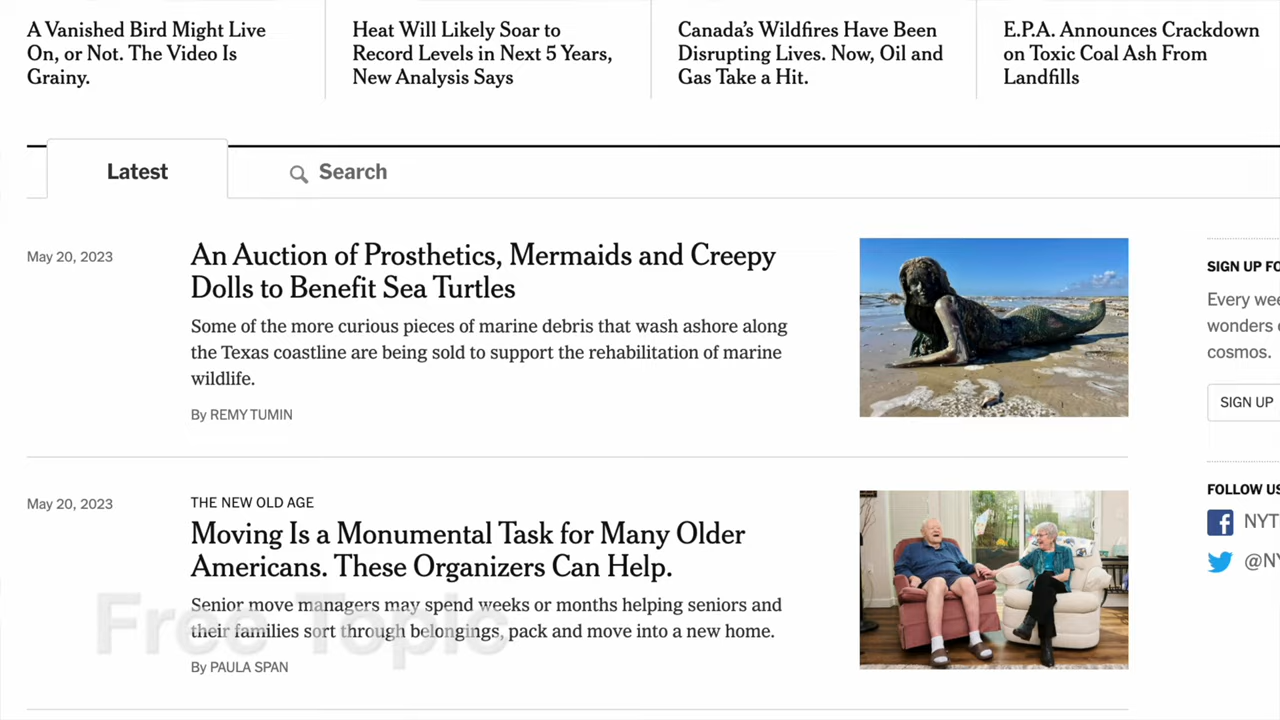 A Vanished Bird Might Live
On, or Not. The Video Is
Grainy.
Heat Will Likely Soar to
Record Levels in Next 5 Years,
New Analysis Says
Canada’s Wildfires Have Been
Disrupting Lives. Now, Oil and
Gas Take a Hit.
E.P.A. Announces Crackdown
on Toxic Coal Ash From
Landfills
Latest
Search
May 20, 2023
An Auction of Prosthetics, Mermaids and Creepy
Dolls to Benefit Sea Turtles
Some of the more curious pieces of marine debris that wash ashore along
the Texas coastline are being sold to support the rehabilitation of marine
wildlife.
By REMY TUMIN
May 20, 2023
THE NEW OLD AGE
Moving Is a Monumental Task for Many Older
Americans. These Organizers Can Help.
Senior move managers may spend weeks or months helping seniors and
their families sort through belongings, pack and move into a new home.
By PAULA SPAN
Free Topic
SIGN UP FO
Every wee
wonders o
cosmos.
SIGN UP
FOLLOW US
NYT
@NY